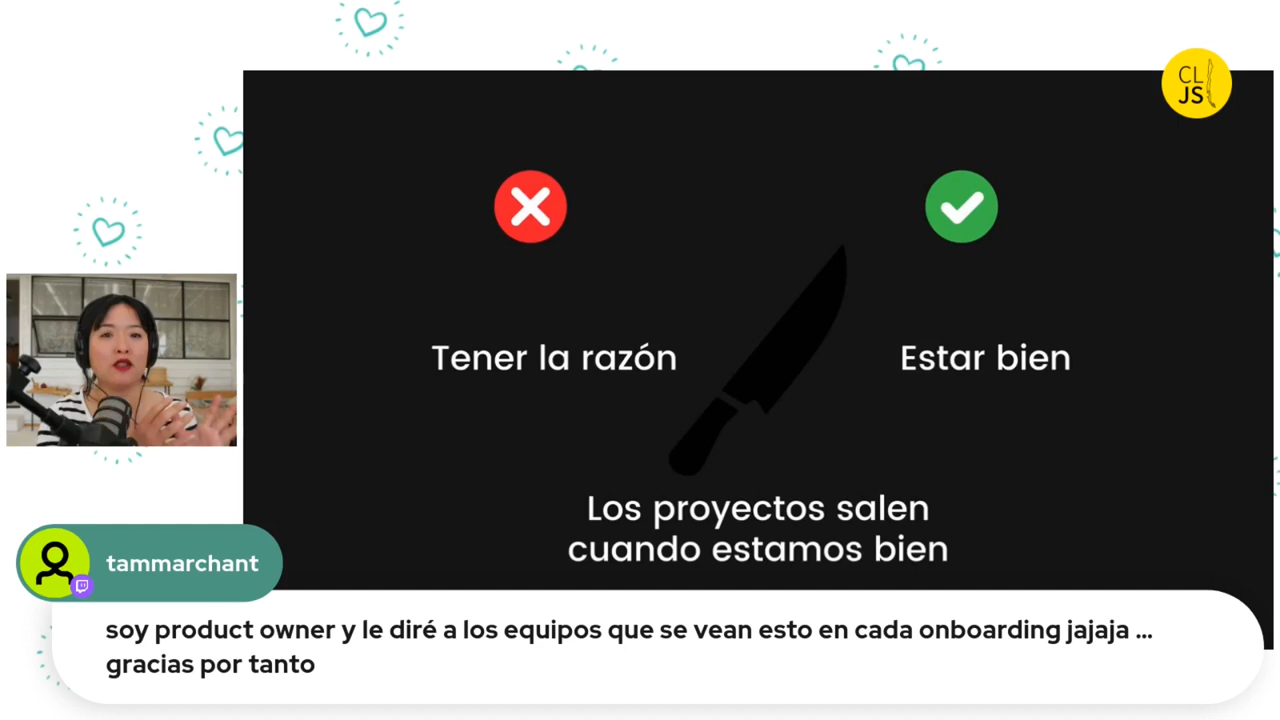 CL
JS
Tener la razón
Estar bien
Los proyectos salen
cuando estamos bien
tammarchant
soy product owner y le diré a los equipos que se vean esto en cada onboarding jajaja ...
gracias por tanto